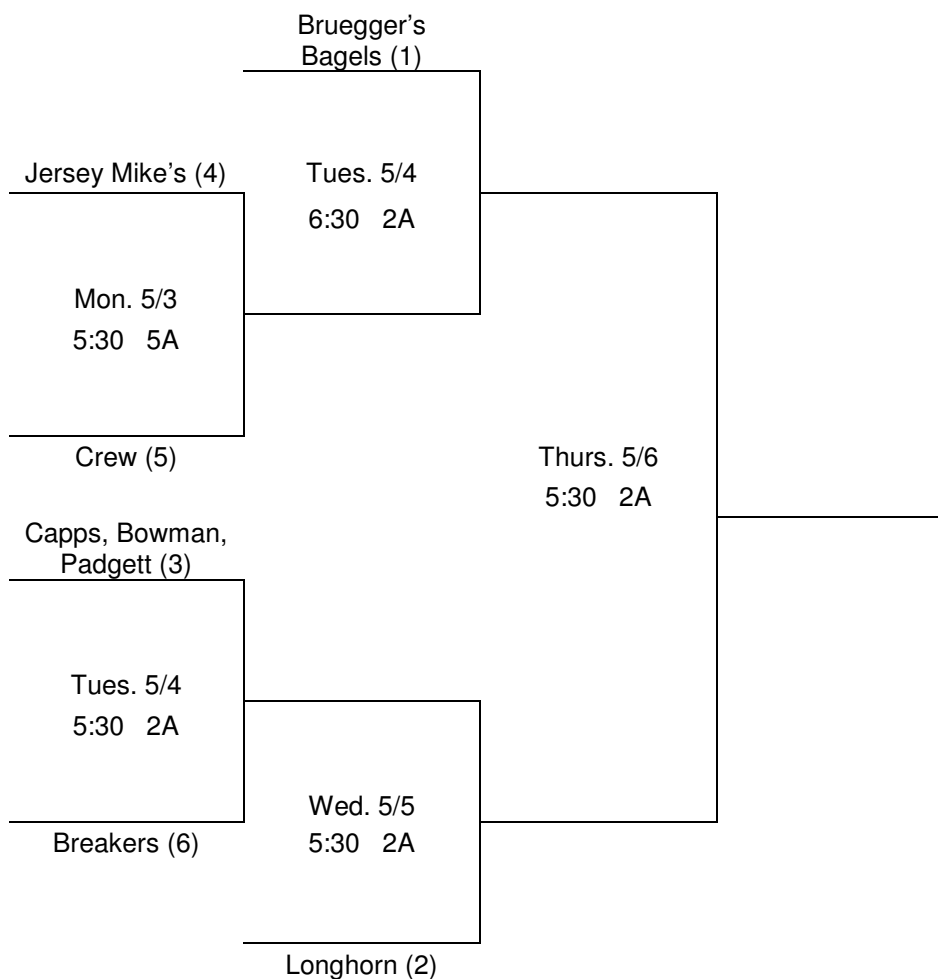 Bruegger's
Bagels (1)
Jersey Mike's (4)
Tues. 5/4
6:30 2A
Mon. 5/3
5:30 5A
Crew (5)
Thurs. 5/6
5:30 2A
Capps, Bowman,
Padgett (3)
Tues. 5/4
5:30 2A
Wed. 5/5
5:30 2A
Breakers (6)
Longhorn (2)